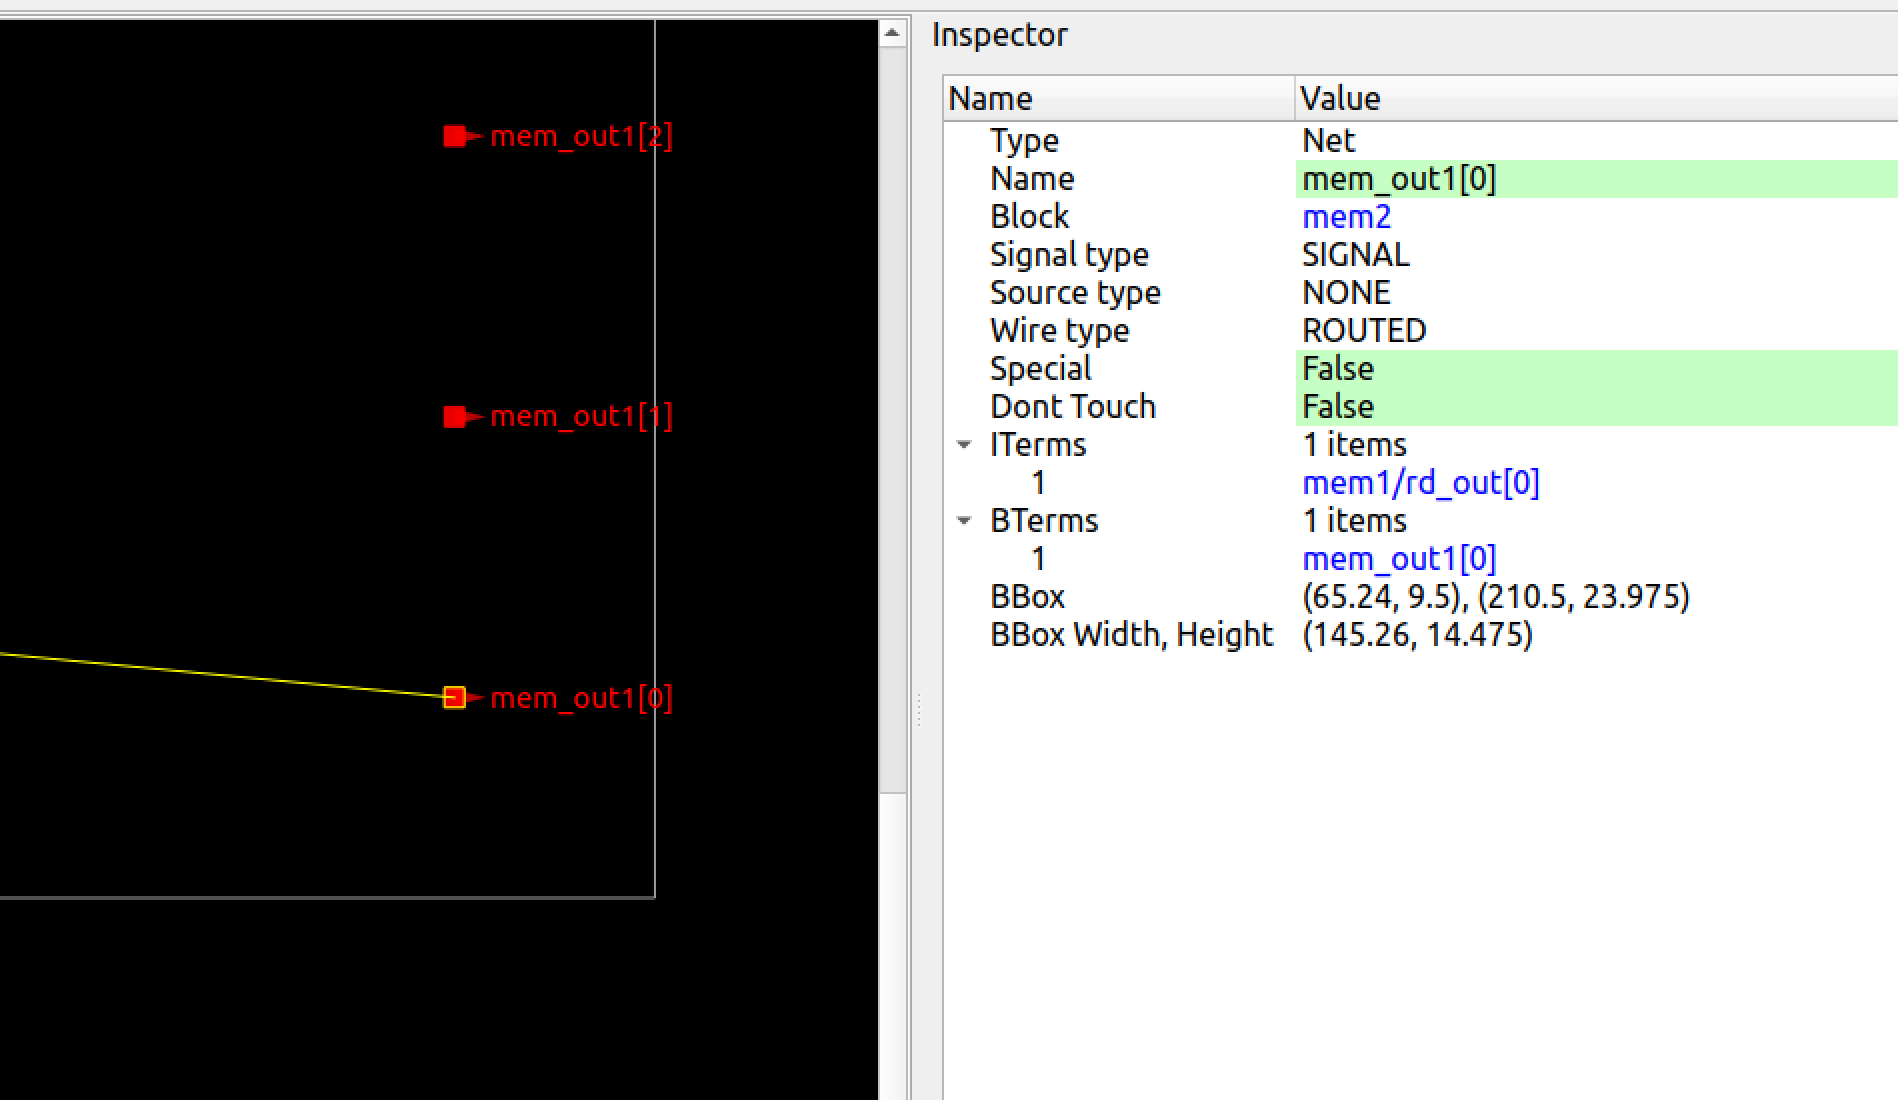 mem_out1[2]
mem_out1[1]
mem_out1[0]
Inspector
Name Value
Type Net
Name mem_out1[0]
Block mem2
Signal type SIGNAL
Source type NONE
Wire type ROUTED
Special False
Dont Touch False
ITerms 1 items
1 mem1/rd_out[0]
BTerms 1 items
1 mem_out1[0]
BBox (65.24, 9.5), (210.5, 23.975)
BBox Width, Height (145.26, 14.475)